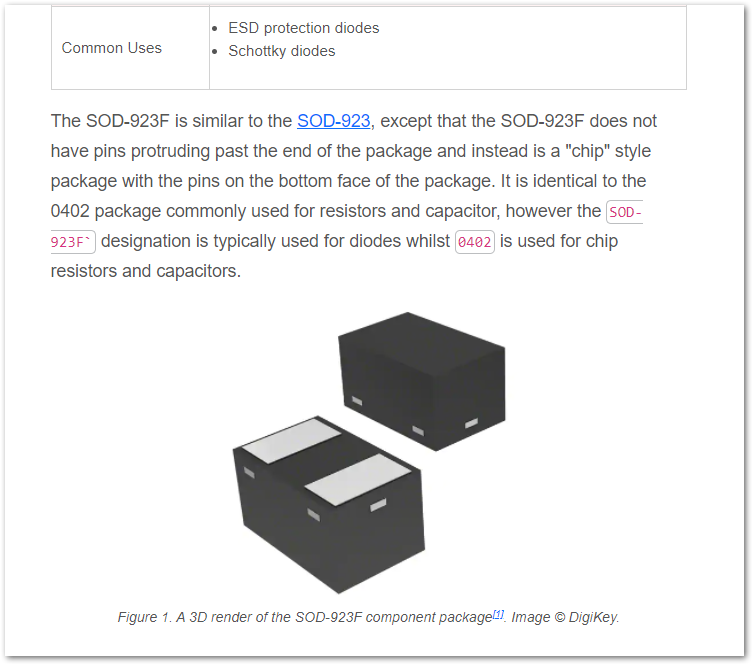 Common Uses
ESD protection diodes
Schottky diodes
The SOD-923F is similar to the SOD-923, except that the SOD-923F does not
have pins protruding past the end of the package and instead is a "chip" style
package with the pins on the bottom face of the package. It is identical to the
0402 package commonly used for resistors and capacitor, however the SOD-
923F` designation is typically used for diodes whilst 0402 is used for chip
resistors and capacitors.
Figure 1. A 3D render of the SOD-923F component package[1]. Image © DigiKey.